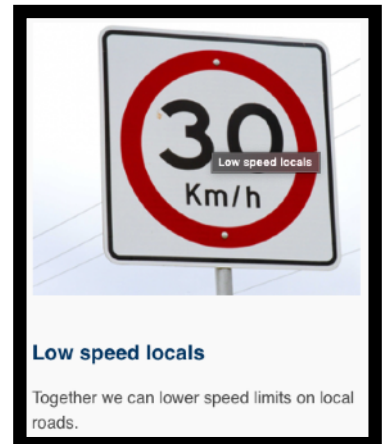 30
Low speed locals
Km/h
Low speed locals
Together we can lower speed limits on local
roads.